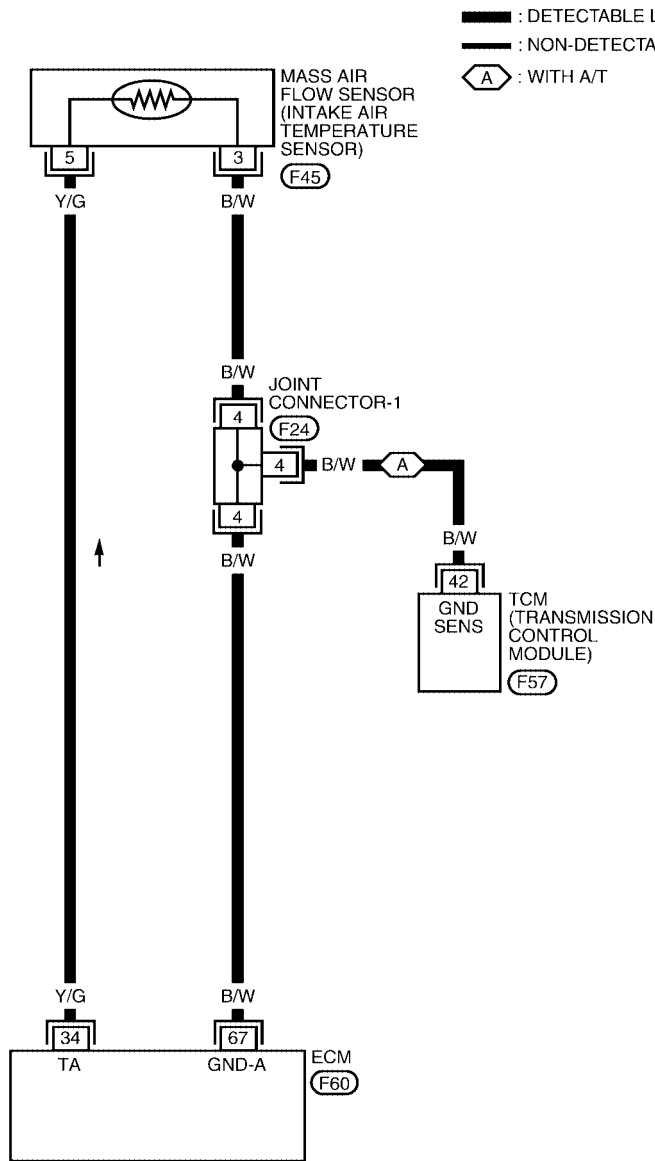 : DETECTABLE L
: NON-DETECTA
A : WITH A/T
MASS AIR
FLOW SENSOR
(INTAKE AIR
TEMPERATURE
SENSOR)
5 3
F45
Y/G B/W
B/W
JOINT
CONNECTOR-1
4
F24
4
B/W
A
4
B/W
B/W
42
GND
SENS
TCM
(TRANSMISSION
CONTROL
MODULE)
F57
Y/G B/W
34 67
TA GND-A
ECM
F60